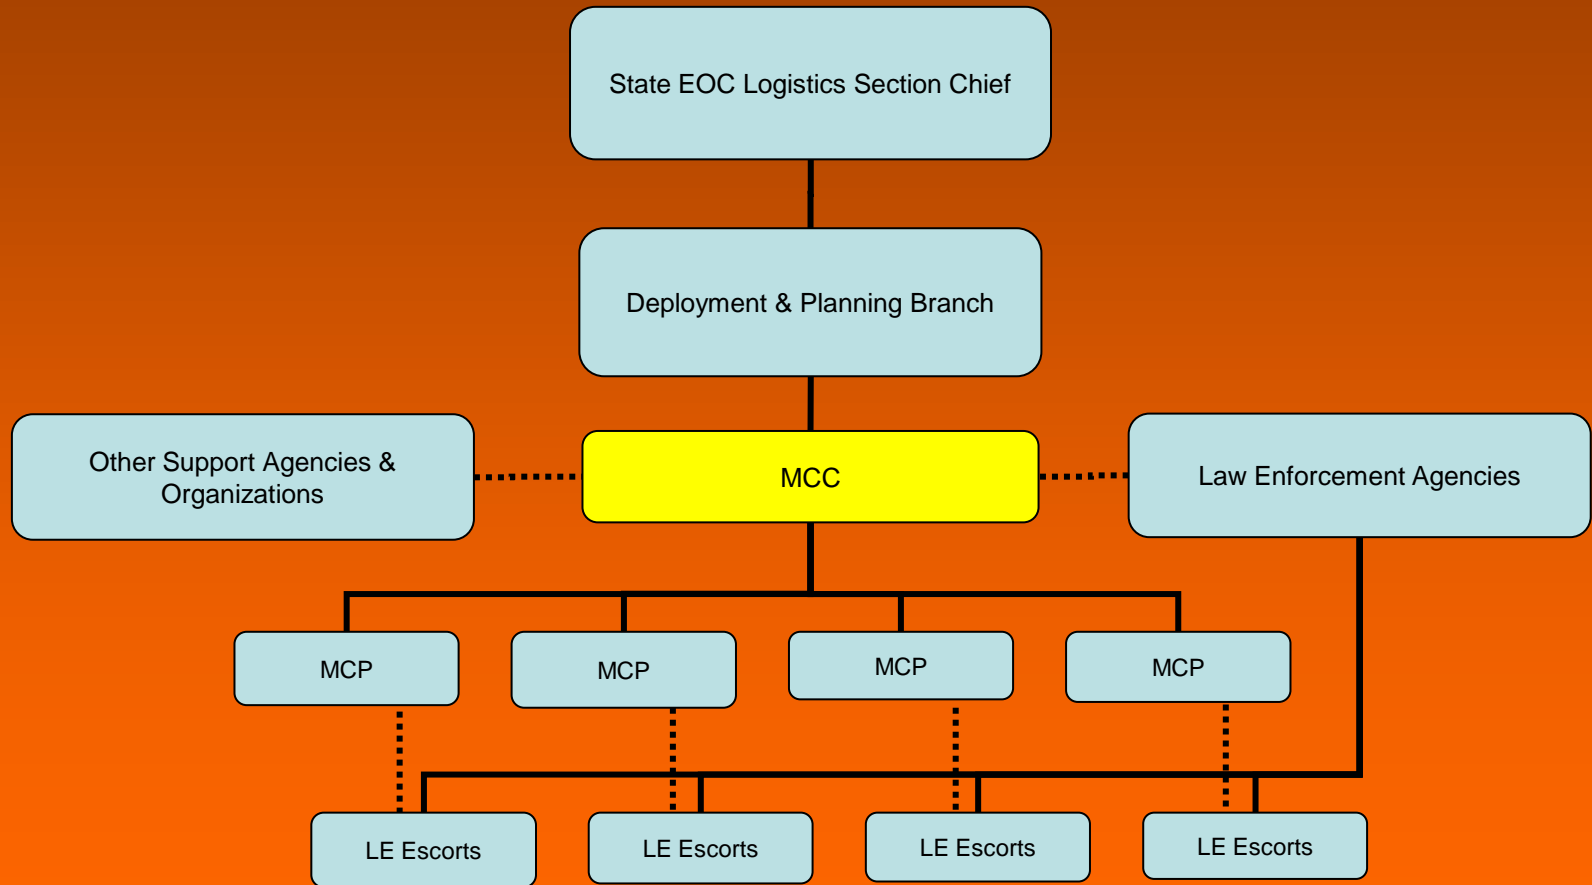 State EOC Logistics Section Chief
Deployment & Planning Branch
Other Support Agencies &
Organizations
MCC
Law Enforcement Agencies
MCP
MCP
MCP
MCP
LE Escorts
LE Escorts
LE Escorts
LE Escorts